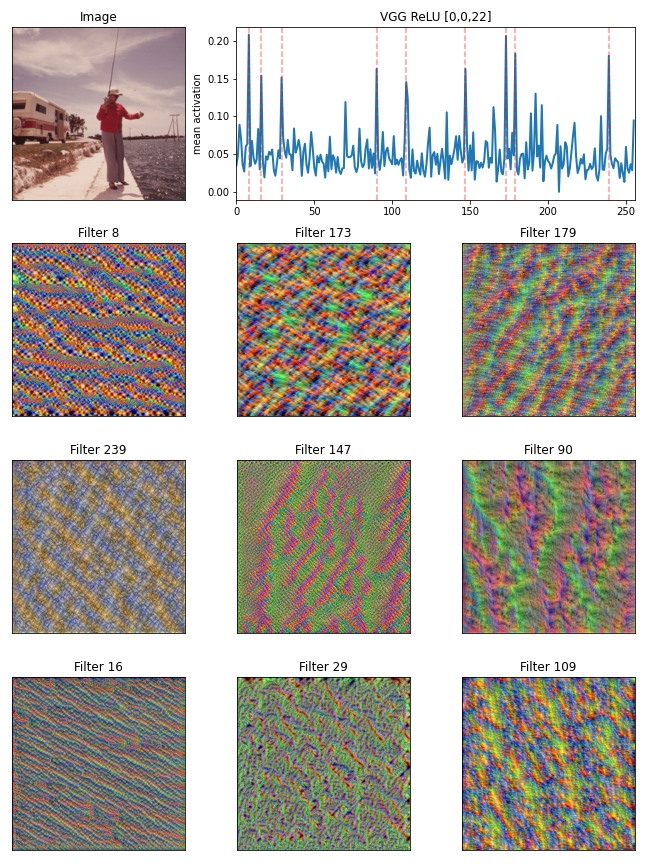 Image
VGG ReLU [0,0,22]
mean activation
0.20
0.15
0.10
0.05
0.00
0 50 100 150 200 250
Filter 8 Filter 173 Filter 179
Filter 239 Filter 147 Filter 90
Filter 16 Filter 29 Filter 109